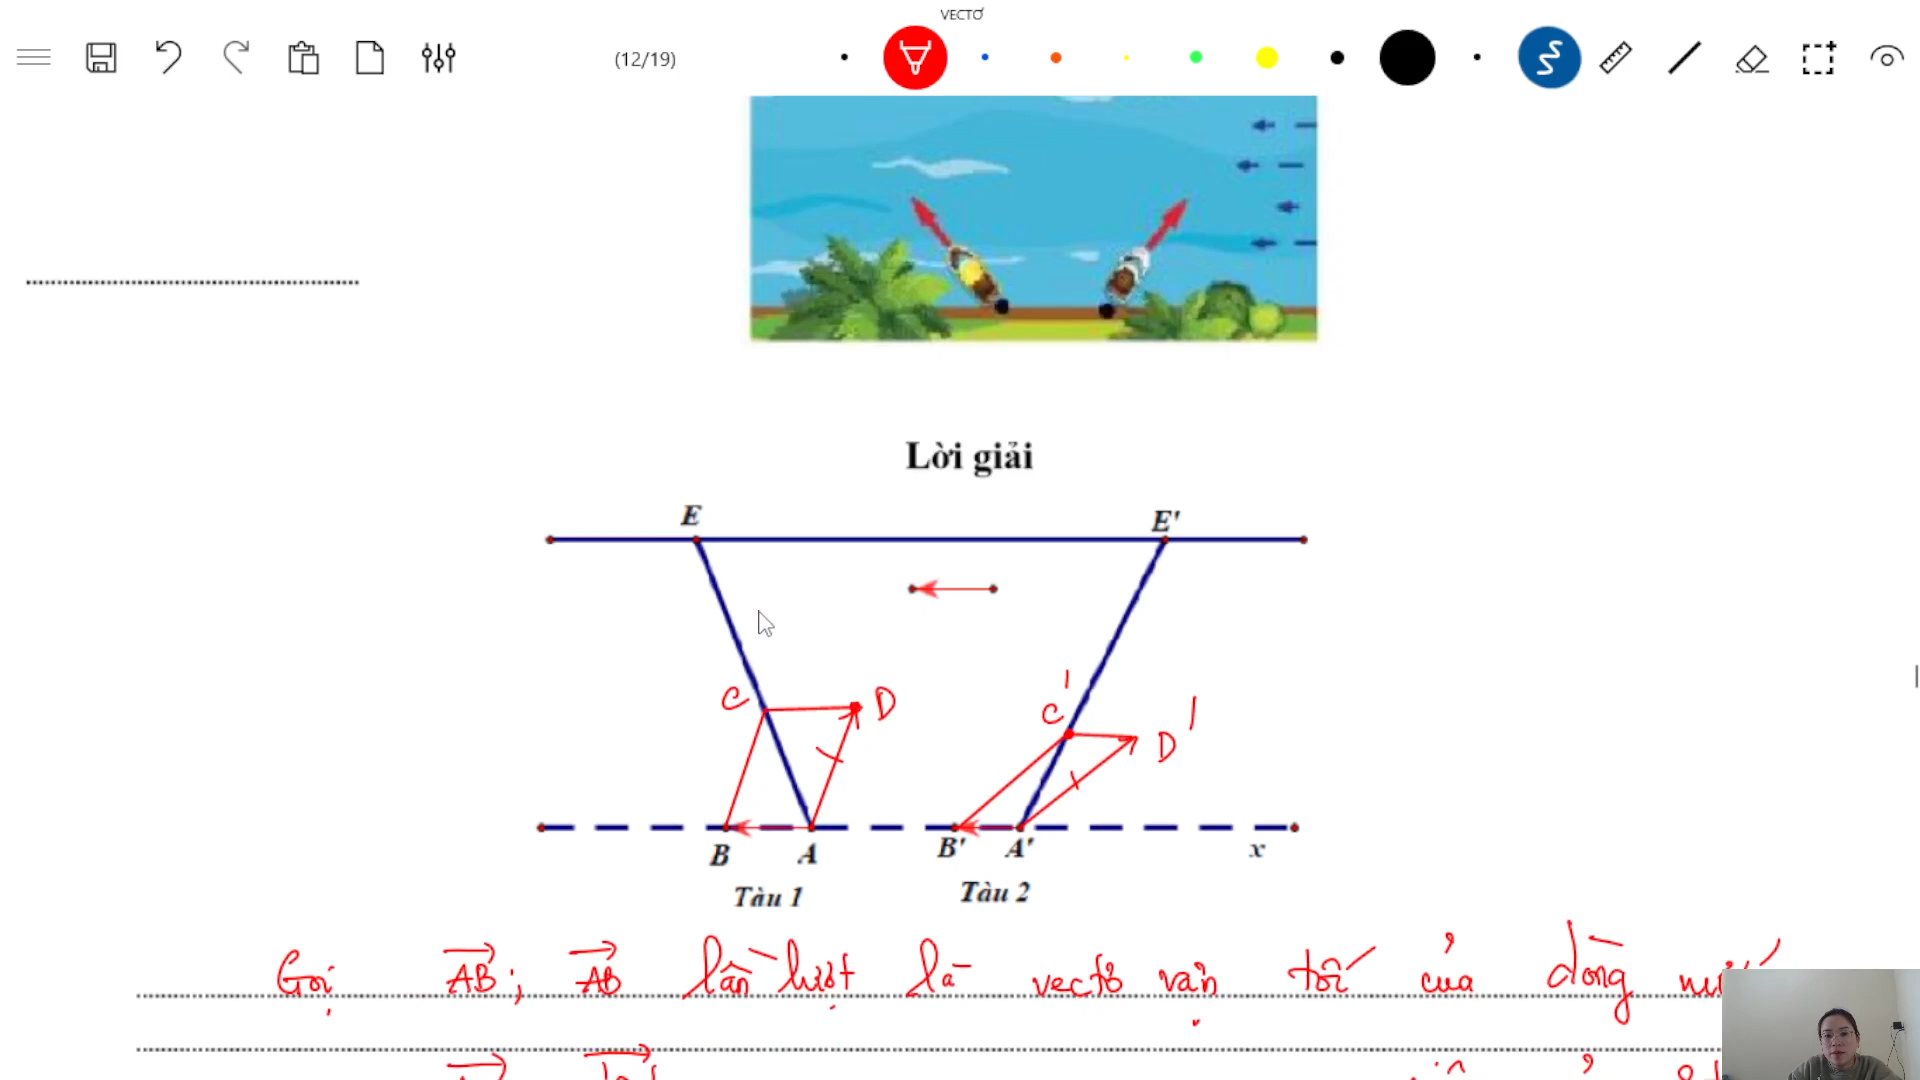 VECTƠ
(12/19)
Lời giải
E E'
C D C' D'
B A B' A' x
Tàu 1 Tàu 2
Gọi AB; AB lần lượt là vectơ vận tốc của dòng